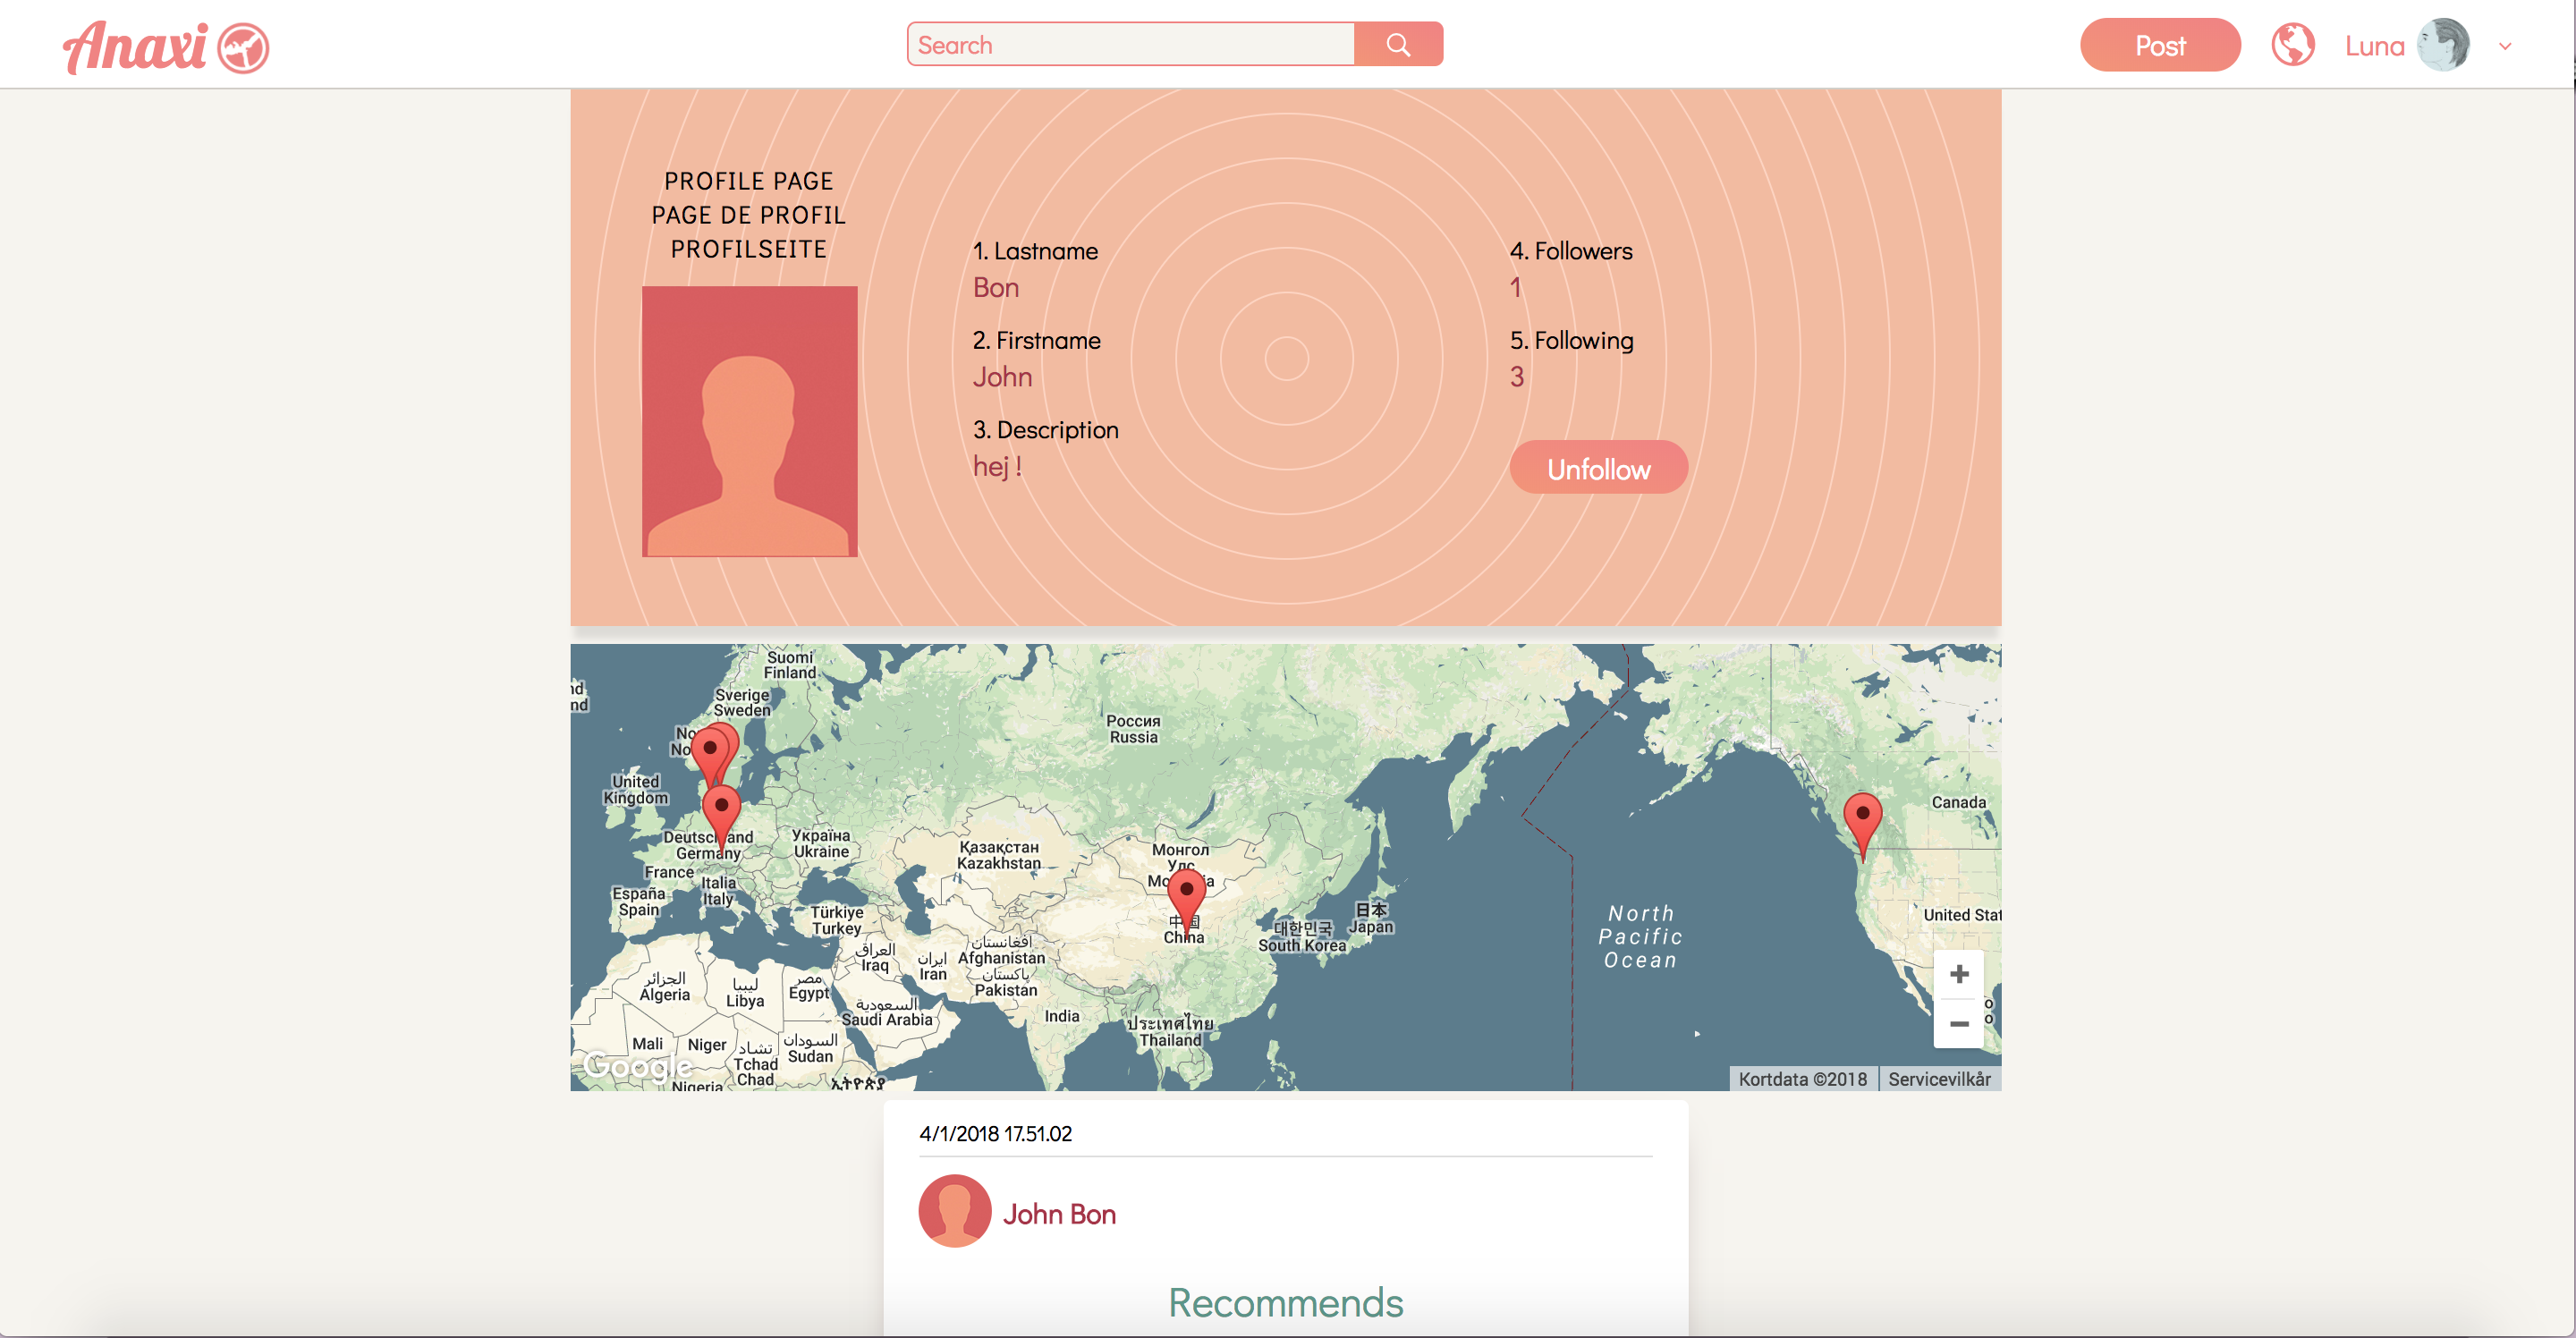 Anaxi
Search
Post
Luna
PROFILE PAGE
PAGE DE PROFIL
PROFILSEITE
1. Lastname
Bon
2. Firstname
John
3. Description
hej !
4. Followers
1
5. Following
3
Unfollow
Suomi
Finland
Sverige
Sweden
Россия
Russia
United
Kingdom
Deutschland
Germany
Україна
Ukraine
France
Italia
Italy
España
Spain
Türkiye
Turkey
Қазақстан
Kazakhstan
Монгол
Улс
中国
China
日本
Japan
대한민국
South Korea
افغانستان
Afghanistan
پاکستان
Pakistan
ایران
Iran
العراق
Iraq
الجزائر
Algeria
ليبيا
Libya
مصر
Egypt
السعودية
Saudi Arabia
India
ประเทศไทย
Thailand
Mali
Niger
تشاد
Tchad
Chad
السودان
Sudan
Nigeria
ኢትዮጵያ
North
Pacific
Ocean
Canada
United Stat
Google
Kortdata ©2018
Servicevilkår
4/1/2018 17.51.02
John Bon
Recommends